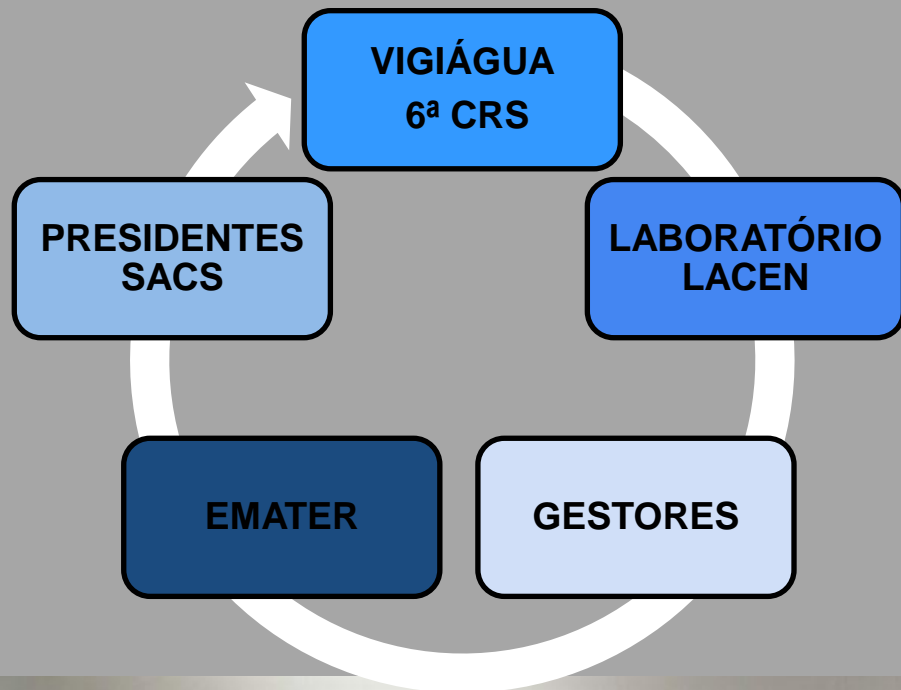 VIGIÁGUA
6ª CRS
PRESIDENTES
SACS
LABORATÓRIO
LACEN
EMATER
GESTORES